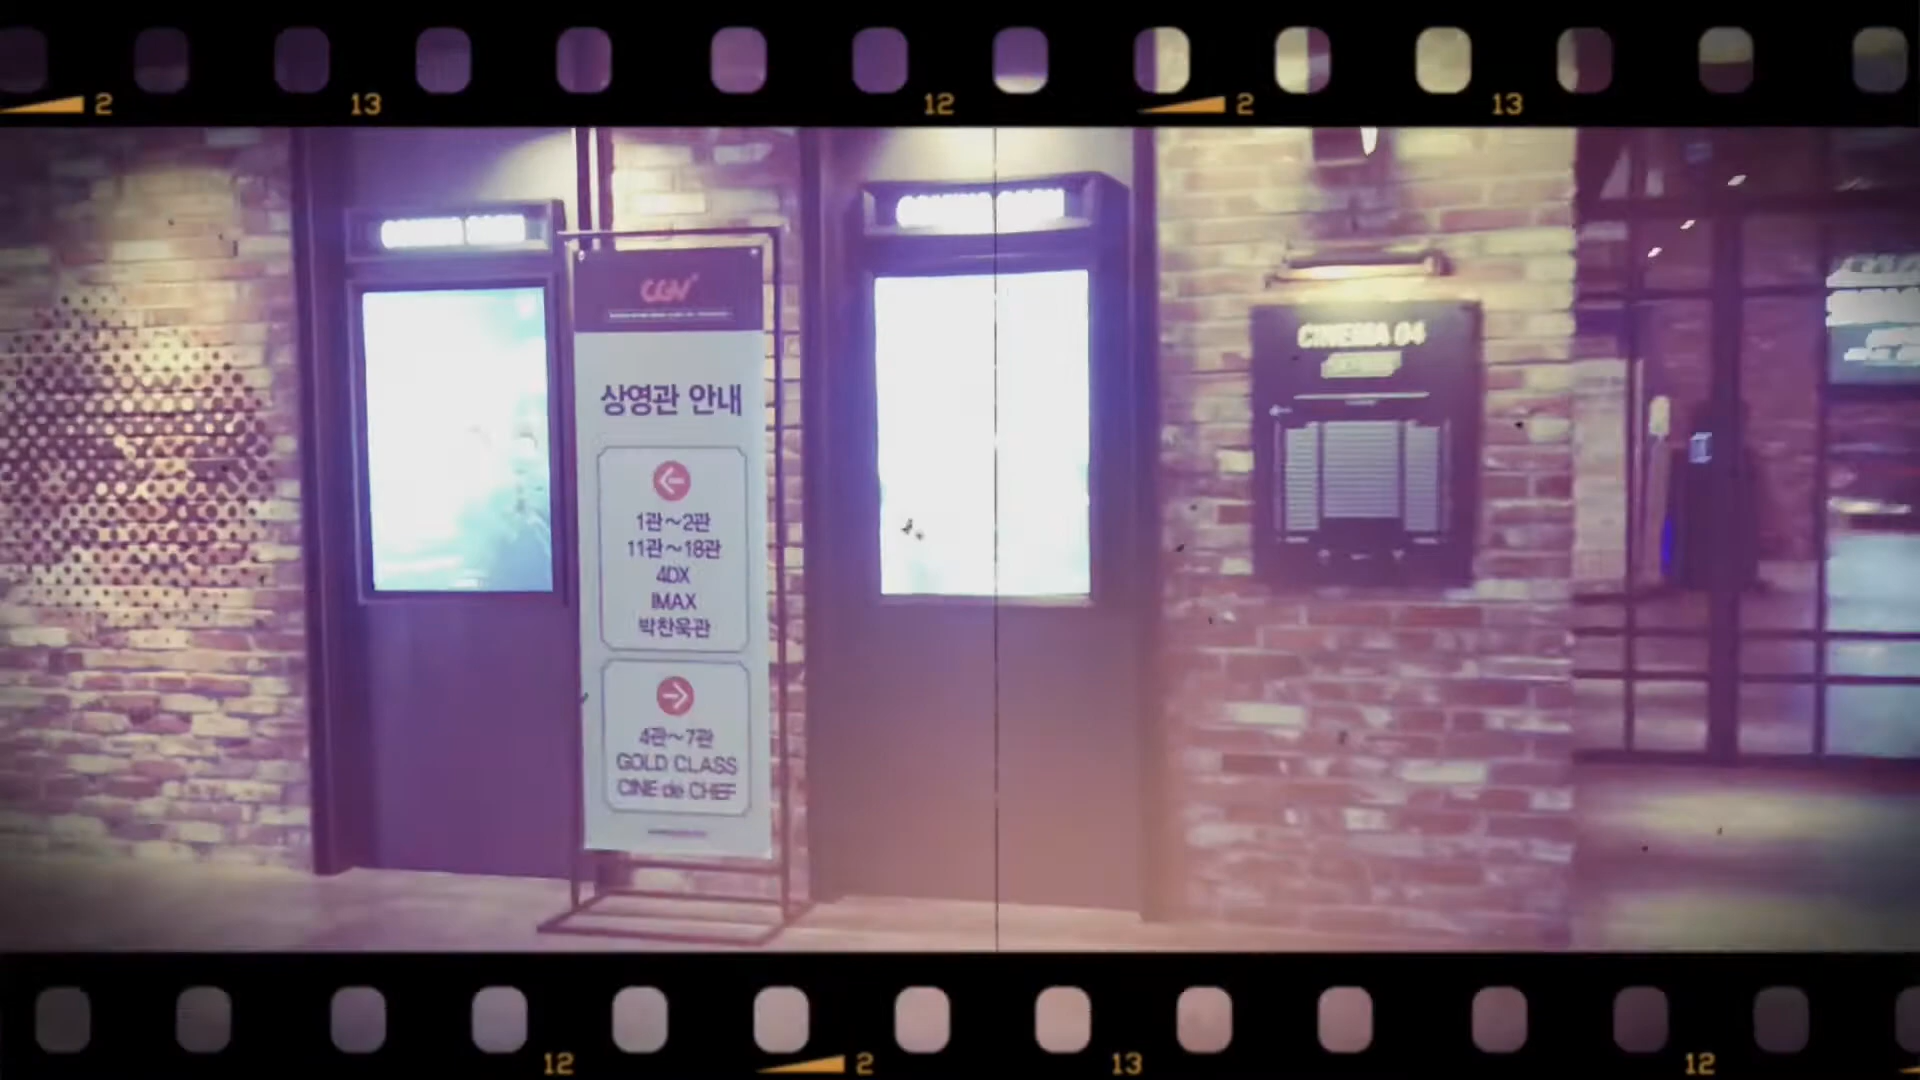 2
13
12
2
13
CGV
상영관 안내
1관~2관
11관~18관
4DX
IMAX
박찬욱관
4관~7관
GOLD CLASS
CINE de CHEF
CINEMA 04
12
2
13
12